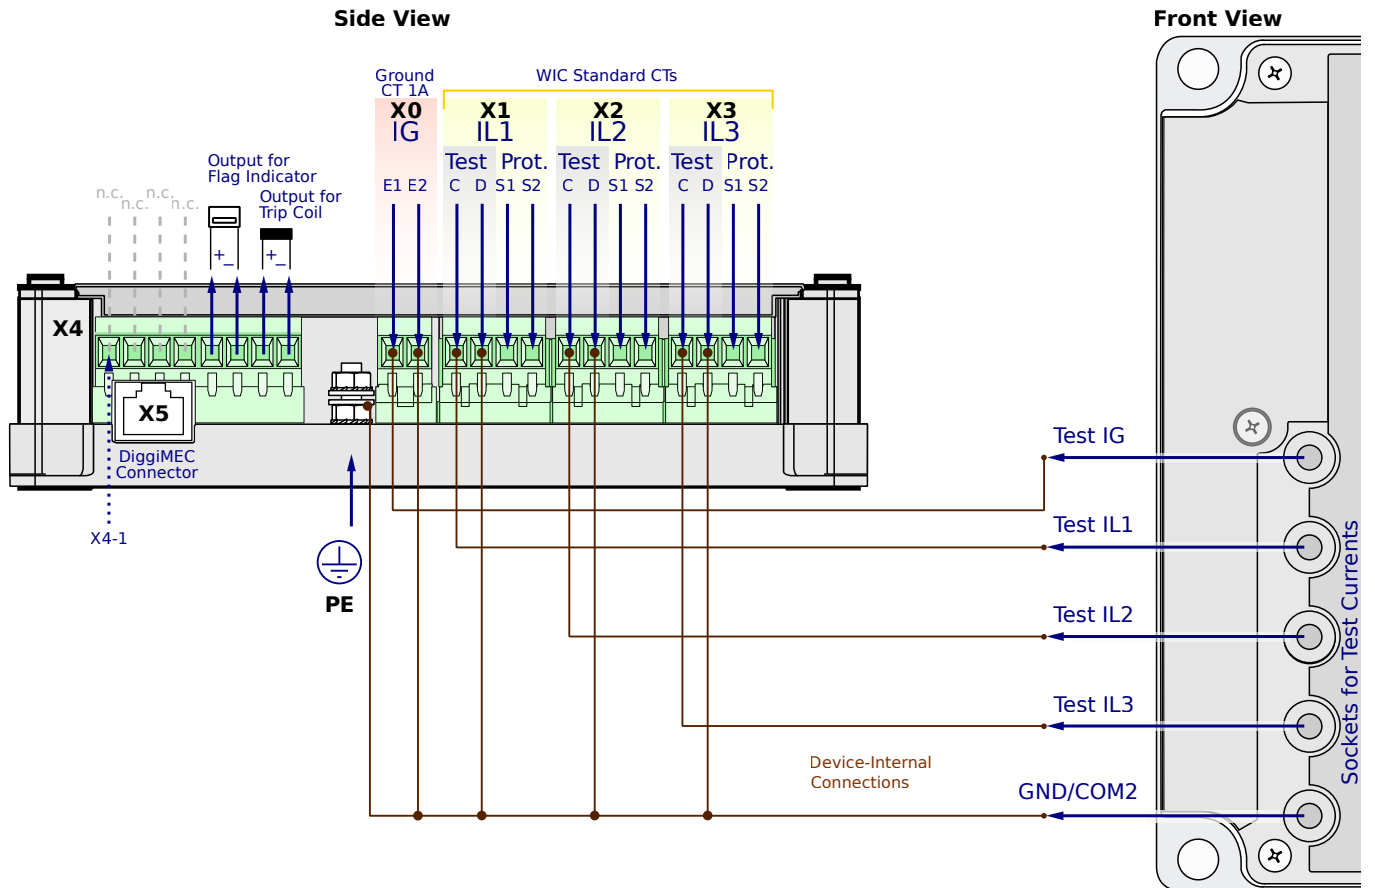 Side View
Front View
Ground
CT 1A
WIC Standard CTs
X0
X1
X2
X3
IG
IL1
IL2
IL3
Test Prot.
Test Prot.
Test Prot.
E1 E2
C D S1 S2
C D S1 S2
C D S1 S2
Output for
Flag Indicator
Output for
Trip Coil
n.c.
n.c.
n.c.
n.c.
+ −
+ −
X4
X5
DiggiMEC
Connector
X4-1
PE
Test IG
Test IL1
Test IL2
Test IL3
GND/COM2
Device-Internal
Connections
Sockets for Test Currents